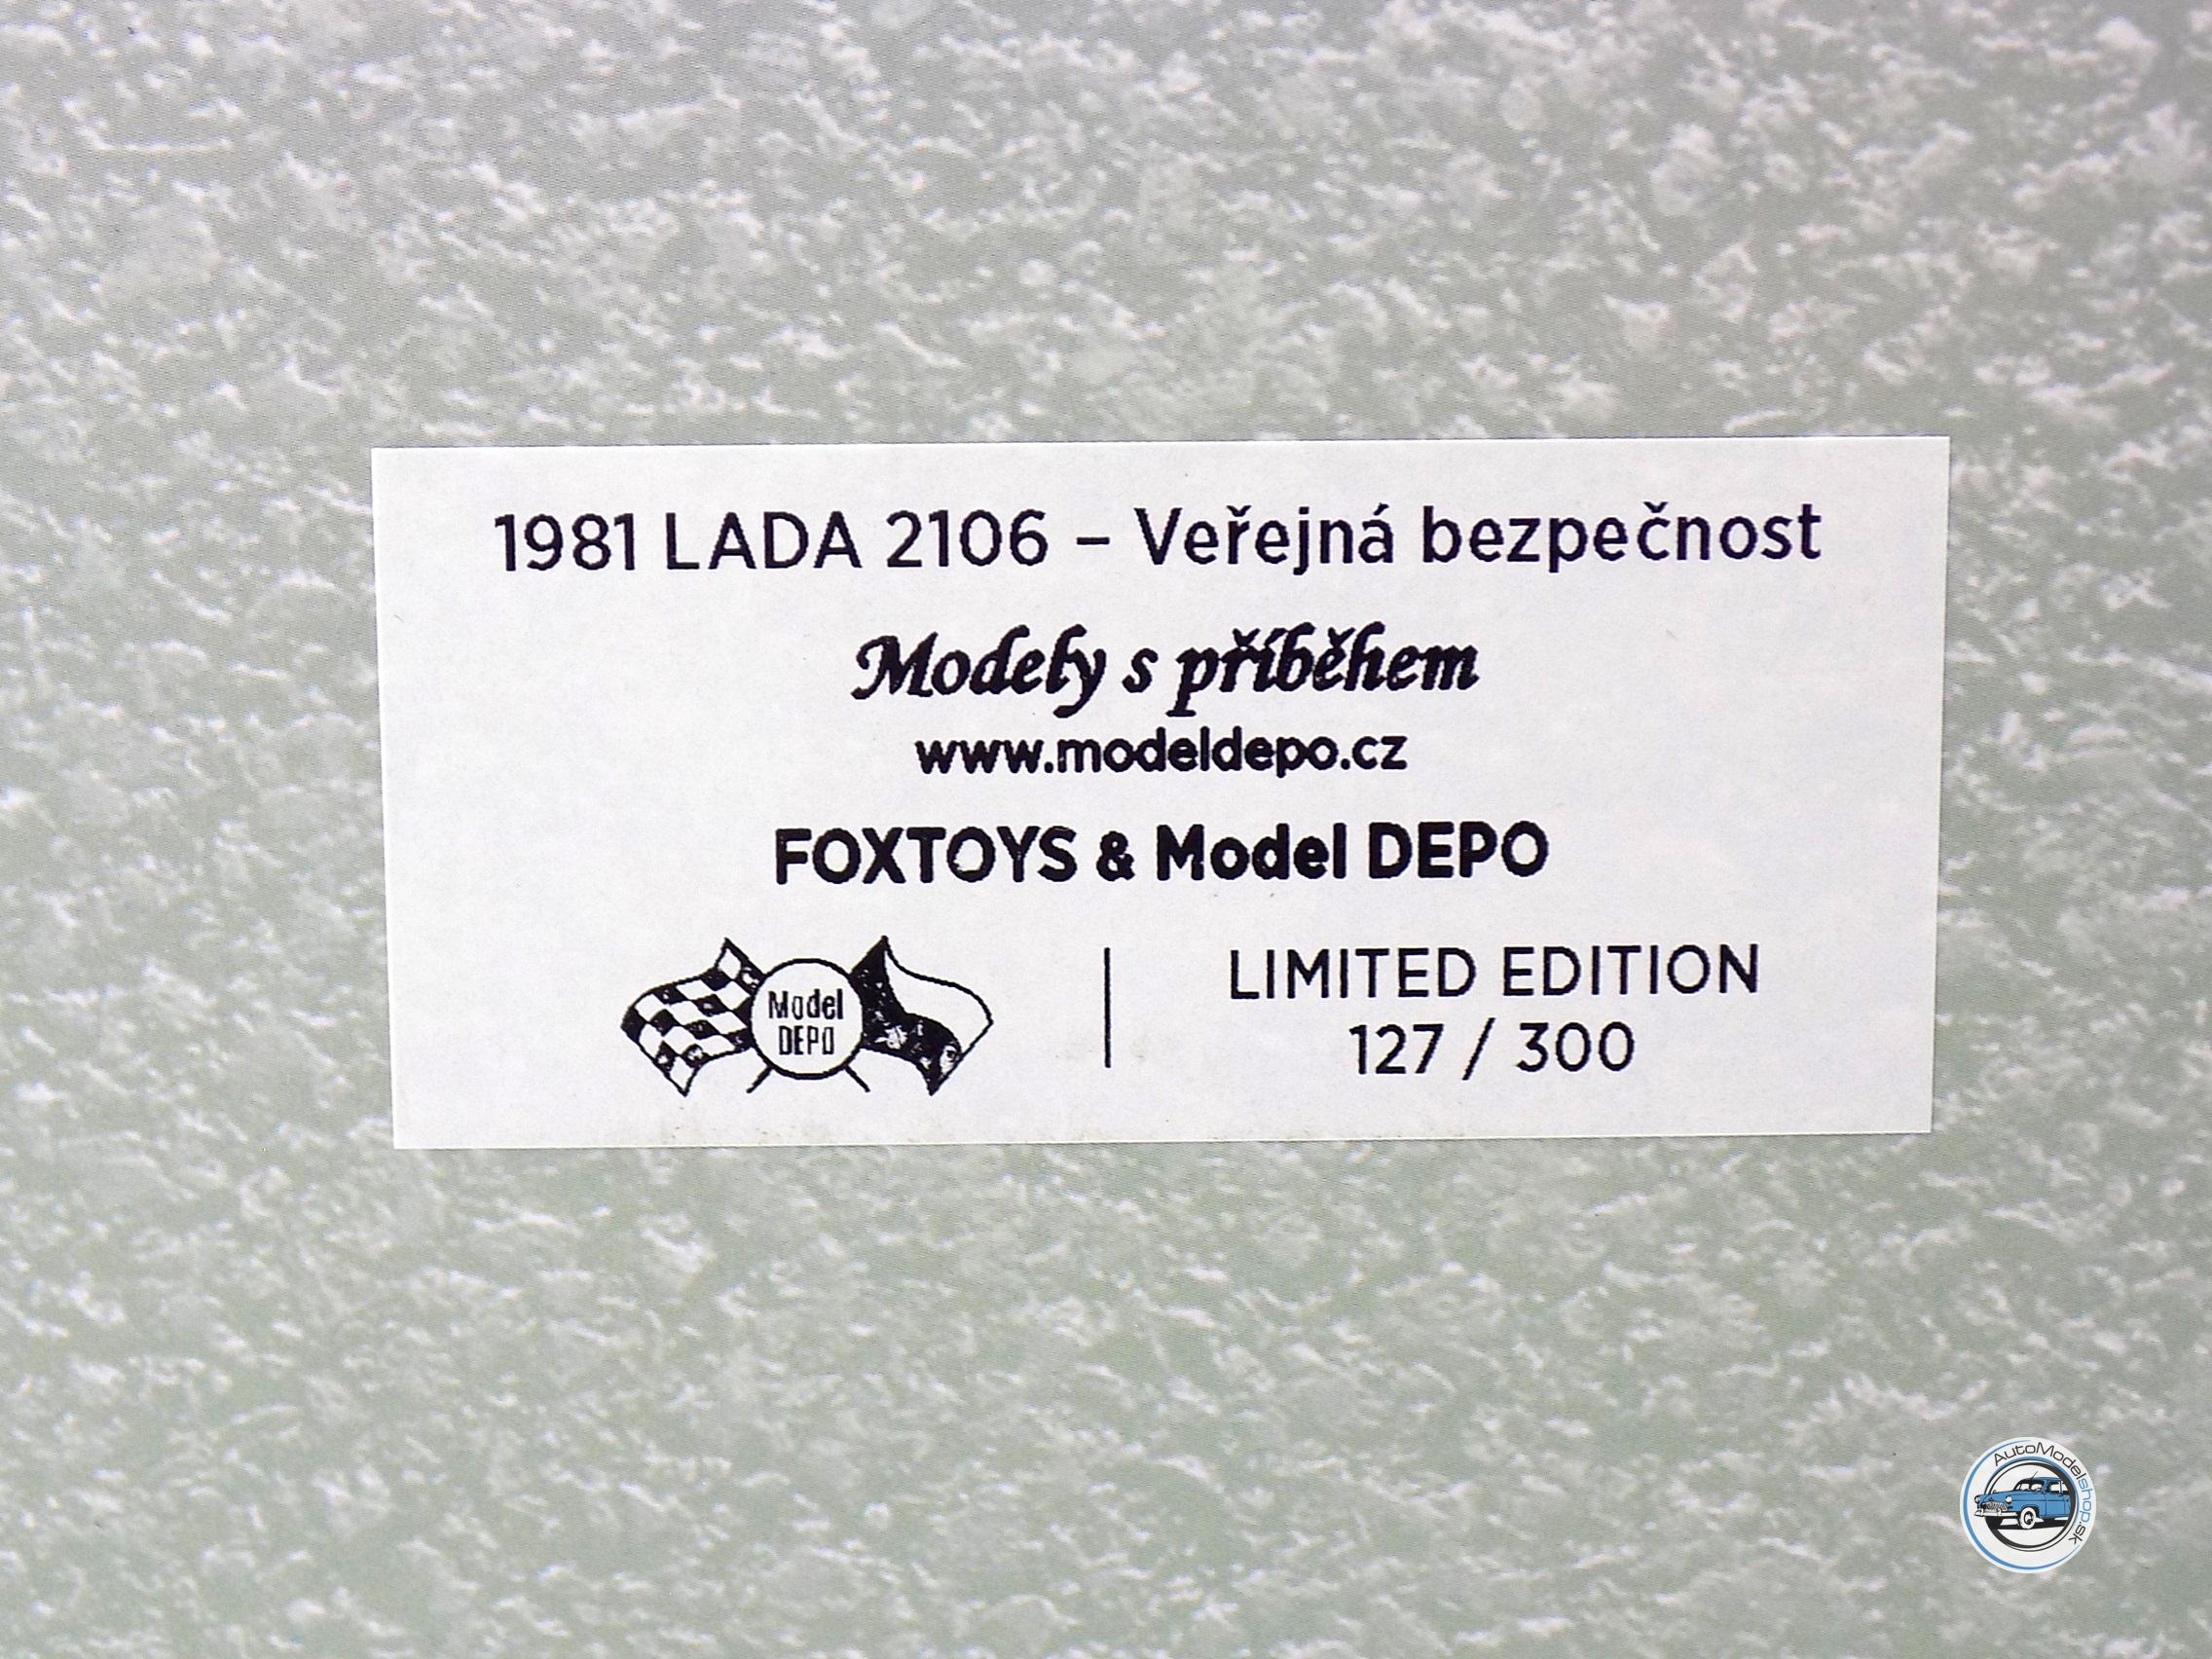 1981 LADA 2106 – Veřejná bezpečnost
Modely s příběhem
www.modeldepo.cz
FOXTOYS & Model DEPO
Model
DEPO
LIMITED EDITION
127 / 300
AutoModelshop.sk